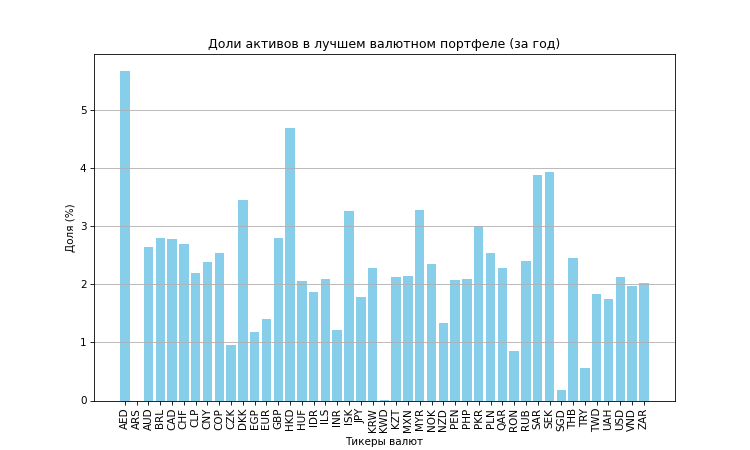 Доли активов в лучшем валютном портфеле (за год)
Доля (%)
5
4
3
2
1
0
AED ARS AUD BRL CAD CHF CLP CNY COP CZK DKK EGP EUR GBP HKD HUF IDR ILS INR ISK JPY KRW KWD KZT MXN MYR NOK NZD PEN PHP PKR PLN QAR RON RUB SAR SEK SGD THB TRY TWD UAH USD VND ZAR
Тикеры валют